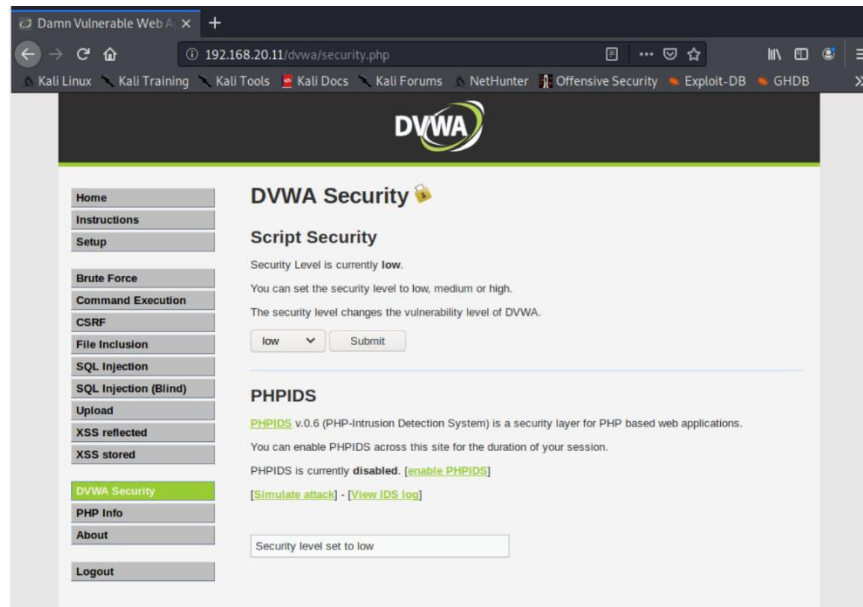 Damn Vulnerable Web A
192.168.20.11/dvwa/security.php
Kali Linux Kali Training Kali Tools Kali Docs Kali Forums NetHunter Offensive Security Exploit-DB GHDB
DVWA
Home
Instructions
Setup
Brute Force
Command Execution
CSRF
File Inclusion
SQL Injection
SQL Injection (Blind)
Upload
XSS reflected
XSS stored
DVWA Security
PHP Info
About
Logout
DVWA Security
Script Security
Security Level is currently low.
You can set the security level to low, medium or high.
The security level changes the vulnerability level of DVWA.
low Submit
PHPIDS
PHPIDS v.0.6 (PHP-Intrusion Detection System) is a security layer for PHP based web applications.
You can enable PHPIDS across this site for the duration of your session.
PHPIDS is currently disabled. [enable PHPIDS]
[Simulate attack] - [View IDS log]
Security level set to low